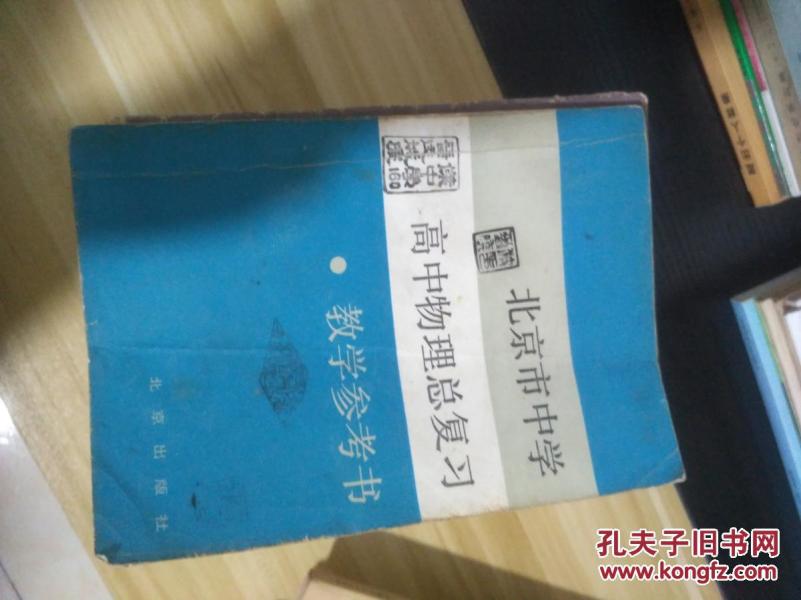 北京市中学
高中物理总复习
教学参考书
北京出版社
160
孔夫子旧书网
www.kongfz.com